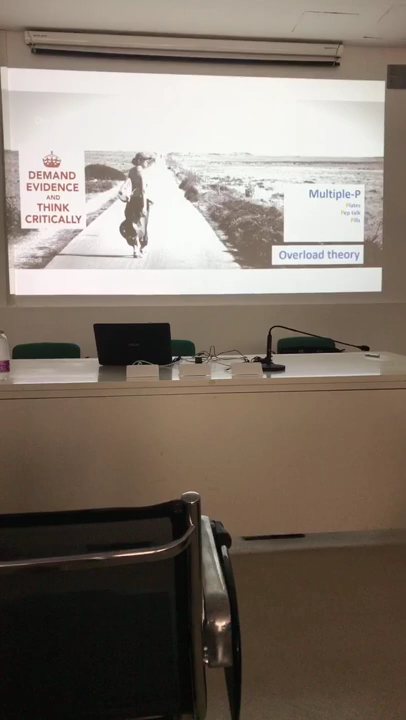 DEMAND
EVIDENCE
AND
THINK
CRITICALLY
Multiple-P
Plates
Pep talk
Pills
Overload theory